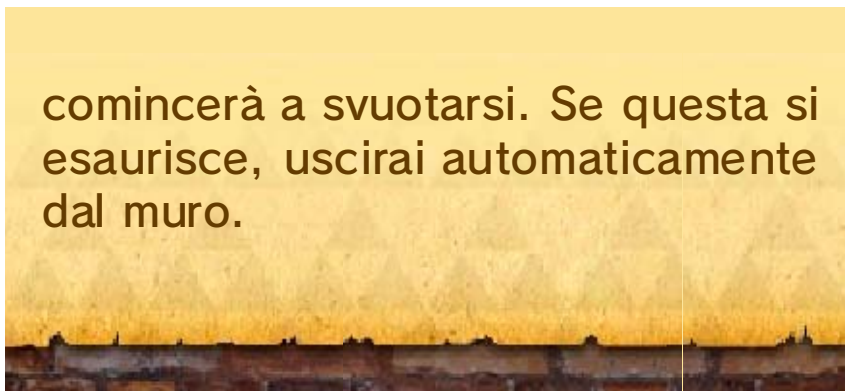 comincerà a svuotarsi. Se questa si
esaurisce, uscirai automaticamente
dal muro.